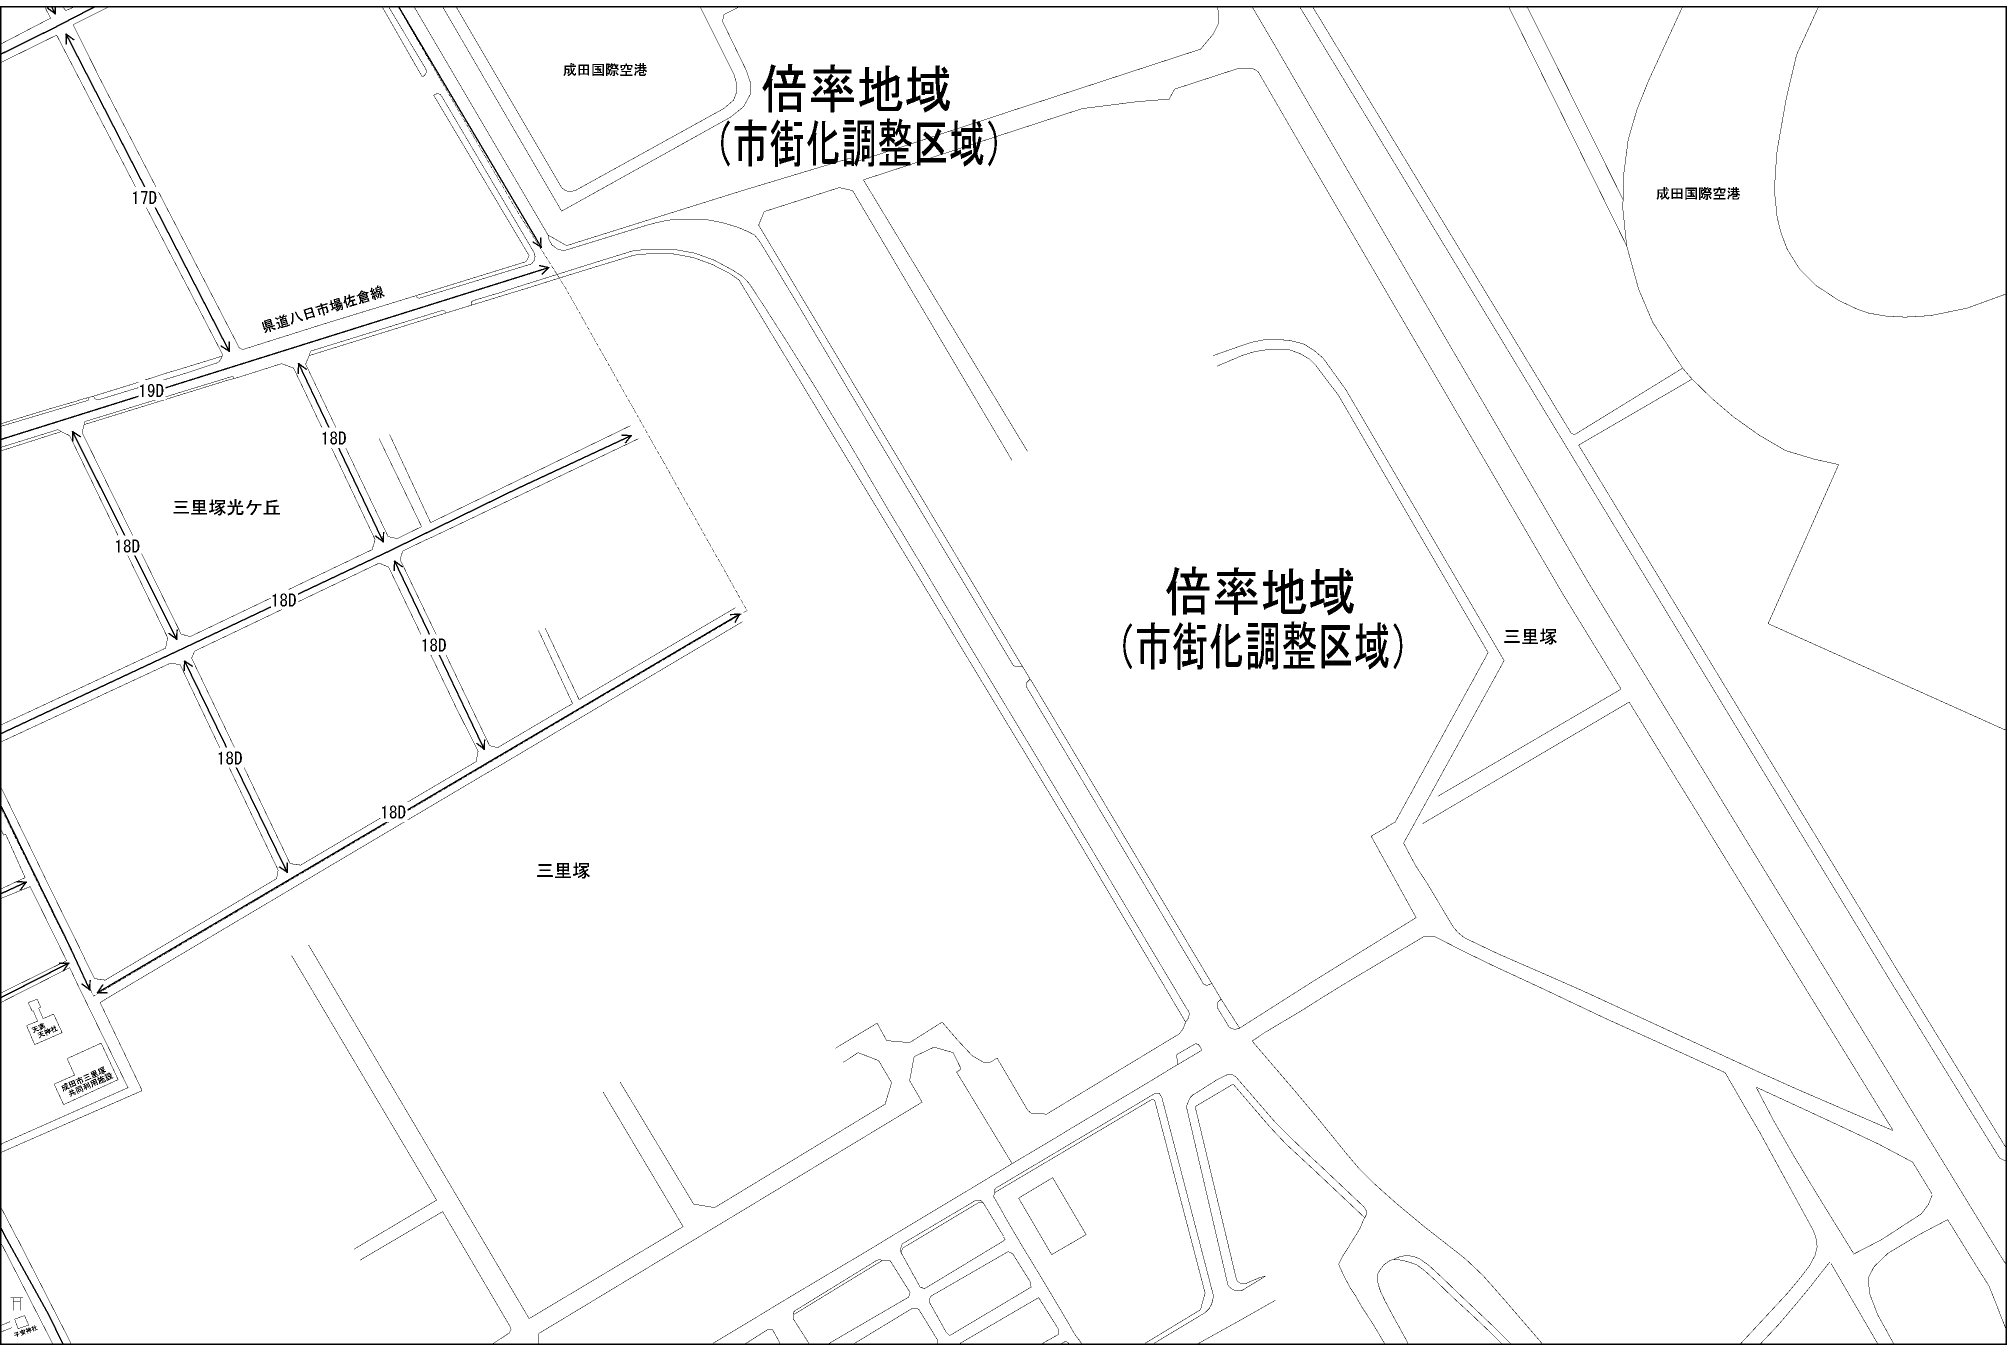 成田国際空港
倍率地域
(市街化調整区域)
成田国際空港
17D
県道八日市場佐倉線
19D
18D
三里塚光ケ丘
18D
18D
18D
倍率地域
(市街化調整区域)
三里塚
18D
18D
三里塚
天満
天神社
成田市三里塚
共同利用施設
子安神社